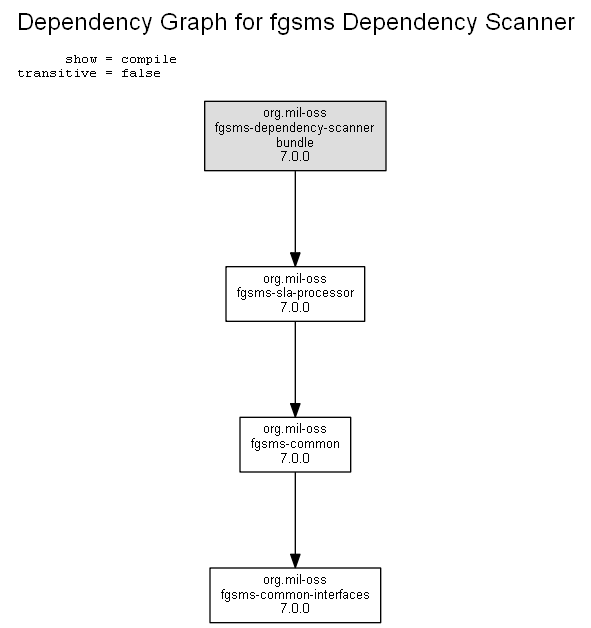 Dependency Graph for fgsms Dependency Scanner
show = compile
transitive = false
org.mil-oss
fgsms-dependency-scanner
bundle
7.0.0
org.mil-oss
fgsms-sla-processor
7.0.0
org.mil-oss
fgsms-common
7.0.0
org.mil-oss
fgsms-common-interfaces
7.0.0